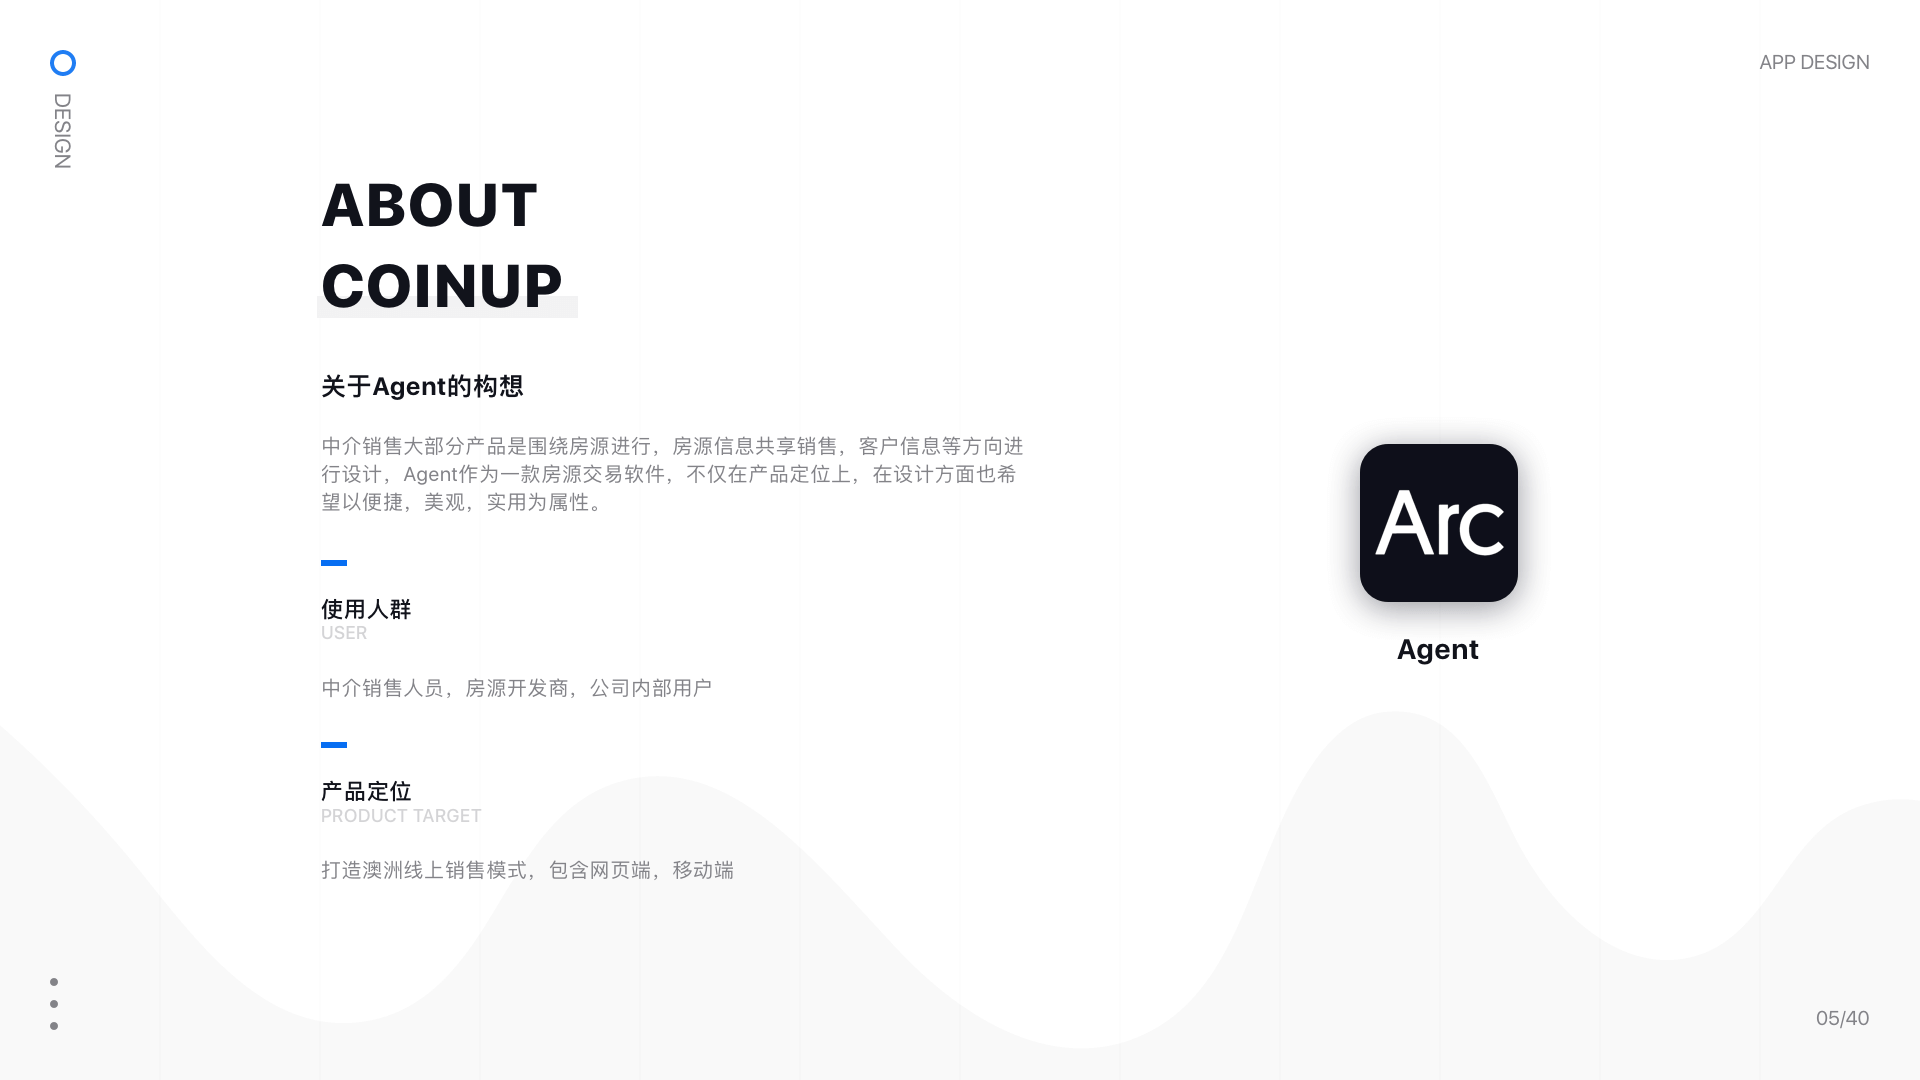 DESIGN
APP DESIGN
ABOUT
COINUP
关于Agent的构想
中介销售大部分产品是围绕房源进行，房源信息共享销售，客户信息等方向进
行设计，Agent作为一款房源交易软件，不仅在产品定位上，在设计方面也希
望以便捷，美观，实用为属性。
使用人群
USER
中介销售人员，房源开发商，公司内部用户
产品定位
PRODUCT TARGET
打造澳洲线上销售模式，包含网页端，移动端
Arc
Agent
05/40